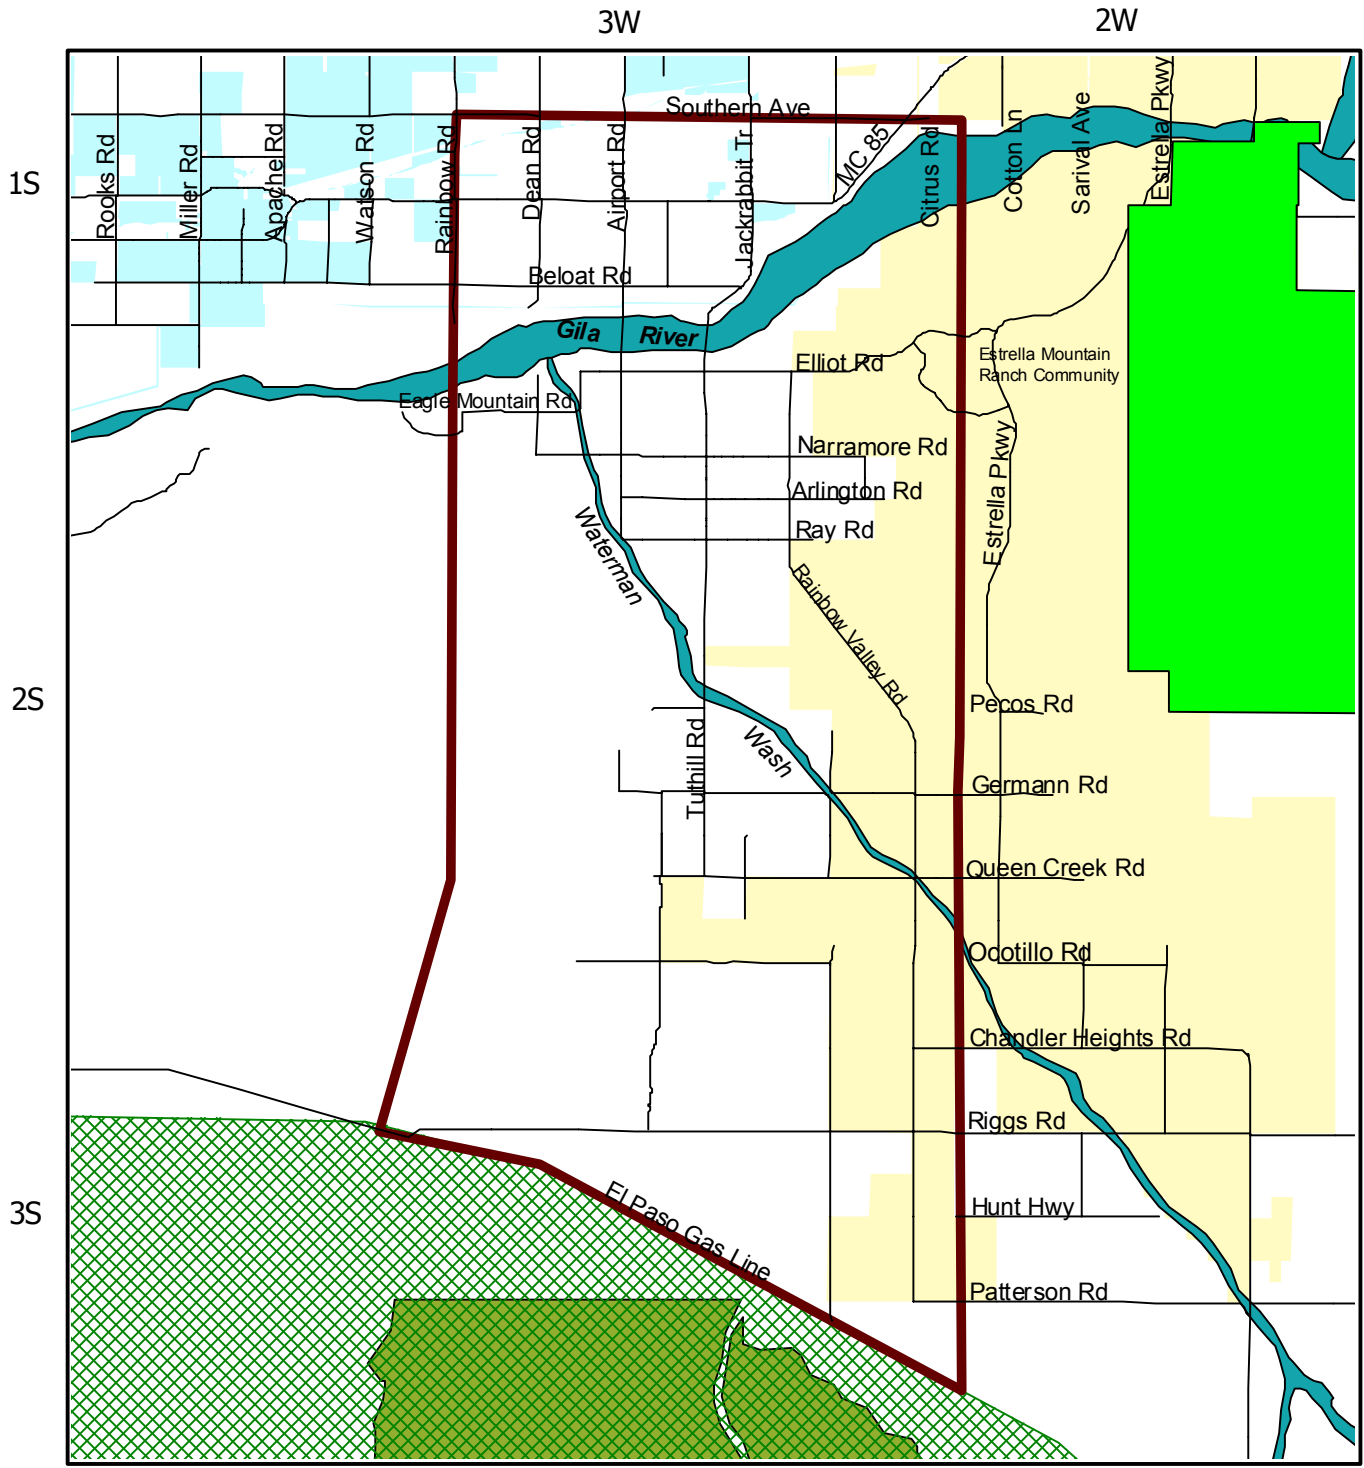 3W
2W
1S
2S
3S
Southern Ave
MC 85
Rooks Rd
Miller Rd
Apache Rd
Watson Rd
Rainbow Rd
Dean Rd
Airport Rd
Jackrabbit Tr
Citrus Rd
Cotton Ln
Sarival Ave
Estrella Pkwy
Beloat Rd
Gila River
Elliot Rd
Estrella Mountain
Ranch Community
Eagle Mountain Rd
Narramore Rd
Arlington Rd
Ray Rd
Estrella Pkwy
Waterman
Wash
Rainbow Valley Rd
Tuthill Rd
Pecos Rd
Germann Rd
Queen Creek Rd
Ocotillo Rd
Chandler Heights Rd
Riggs Rd
Hunt Hwy
El Paso Gas Line
Patterson Rd